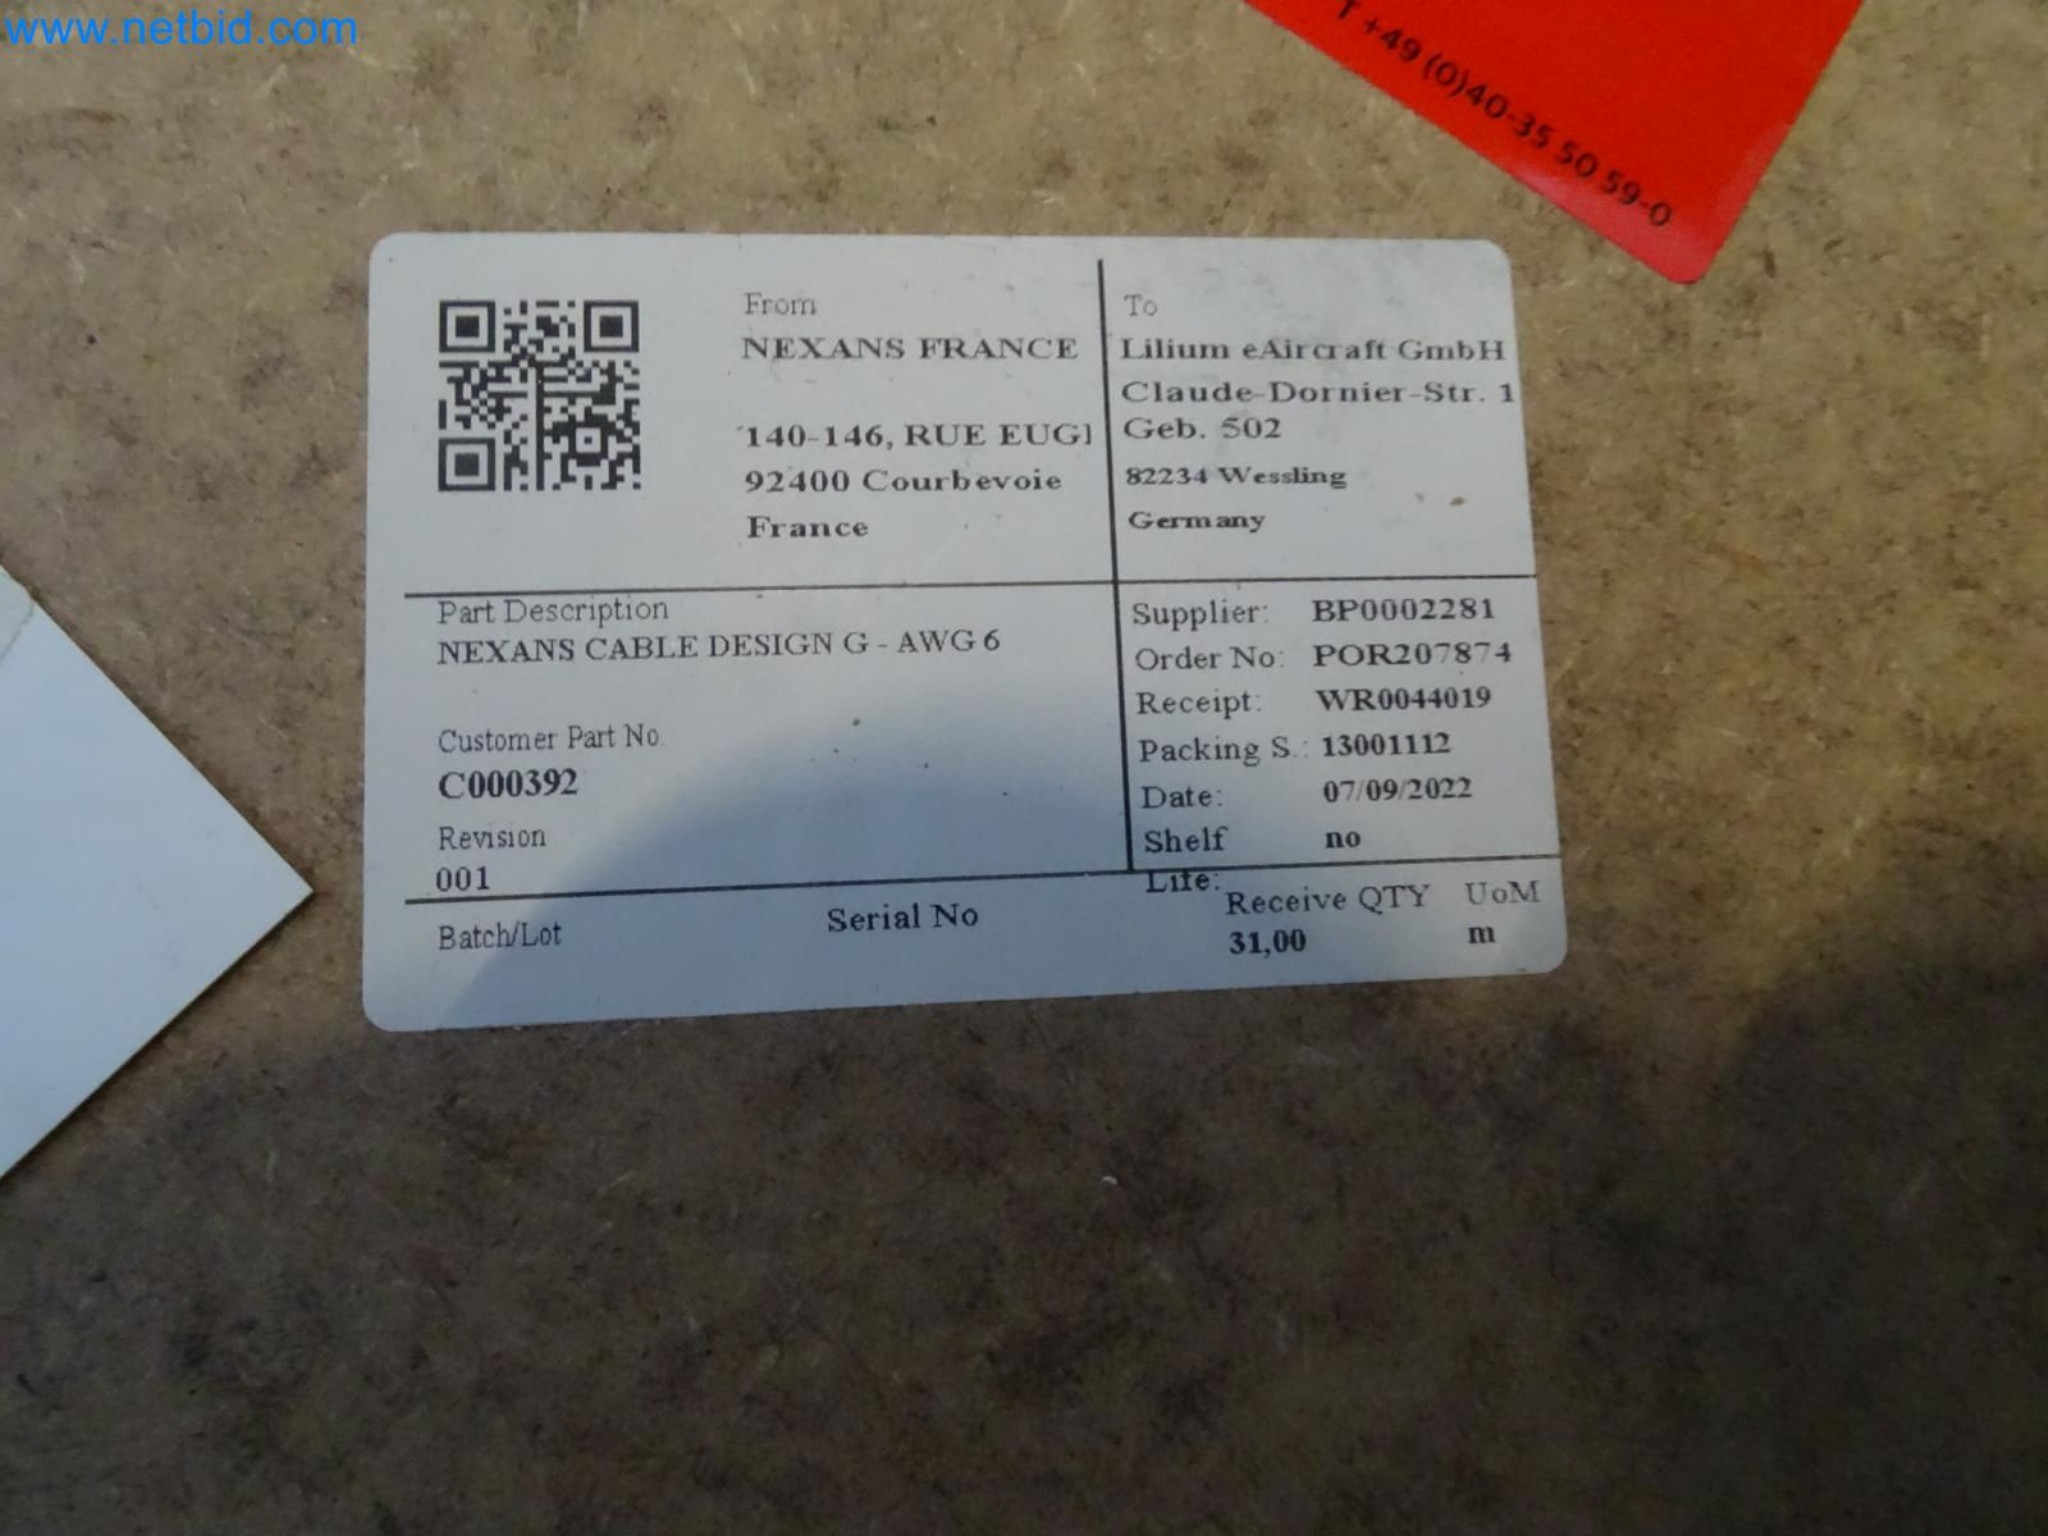 www.netbid.com
T +49 (0)40-35 50 59-0
From
NEXANS FRANCE
140-146, RUE EUGI
92400 Courbevoie
France
To
Lilium eAircraft GmbH
Claude-Dornier-Str. 1
Geb. 502
82234 Wessling
Germany
Part Description
NEXANS CABLE DESIGN G - AWG 6
Customer Part No.
C000392
Revision
001
Supplier: BP0002281
Order No: POR207874
Receipt: WR0044019
Packing S.: 13001112
Date: 07/09/2022
Shelf no
Life:
Batch/Lot
Serial No
Receive QTY UoM
31,00 m